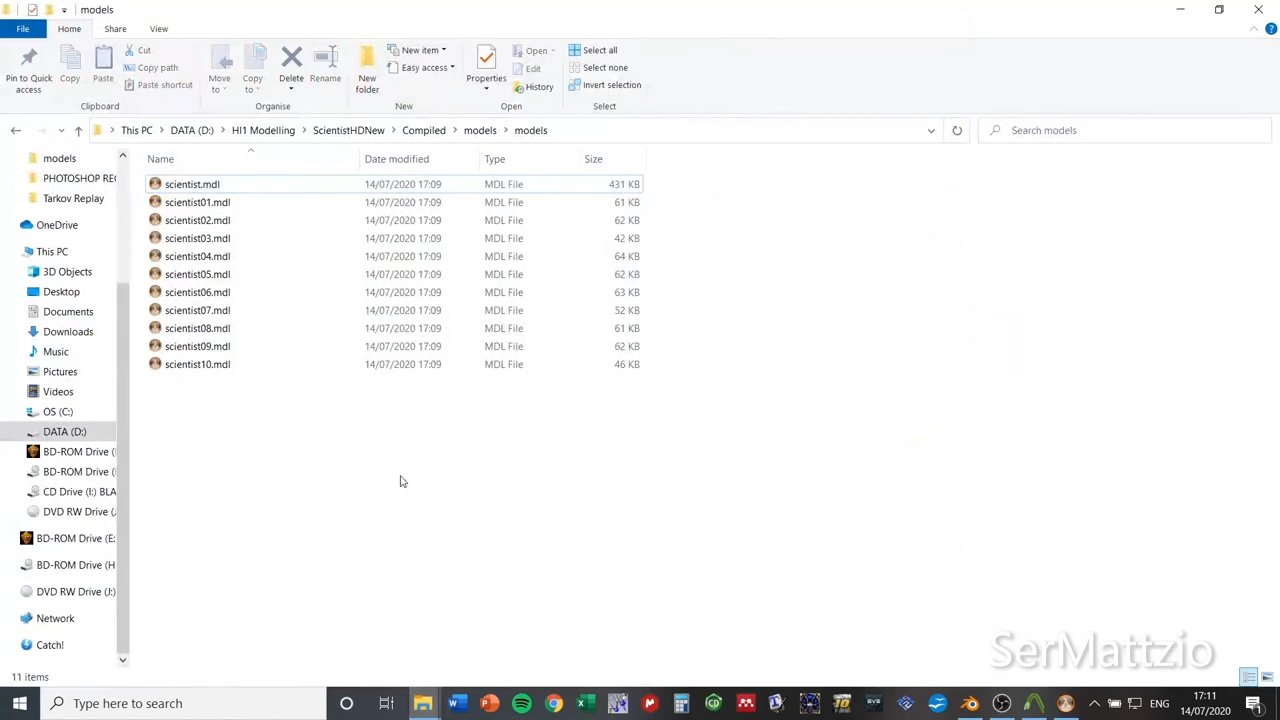 models
File Home Share View
Pin to Quick access
Copy
Paste
Cut
Copy path
Paste shortcut
Clipboard
Move to
Copy to
Delete
Rename
Organise
New folder
New item
Easy access
New
Properties
Open
Edit
History
Open
Select all
Select none
Invert selection
Select
This PC > DATA (D:) > Hl1 Modelling > ScientistHDNew > Compiled > models > models
Search models
models
PHOTOSHOP REC
Tarkov Replay
OneDrive
This PC
3D Objects
Desktop
Documents
Downloads
Music
Pictures
Videos
OS (C:)
DATA (D:)
BD-ROM Drive (
BD-ROM Drive (
CD Drive (I:) BLA
DVD RW Drive (
BD-ROM Drive (E:
BD-ROM Drive (H
DVD RW Drive (J:)
Network
Catch!
Name Date modified Type Size
scientist.mdl 14/07/2020 17:09 MDL File 431 KB
scientist01.mdl 14/07/2020 17:09 MDL File 61 KB
scientist02.mdl 14/07/2020 17:09 MDL File 62 KB
scientist03.mdl 14/07/2020 17:09 MDL File 42 KB
scientist04.mdl 14/07/2020 17:09 MDL File 64 KB
scientist05.mdl 14/07/2020 17:09 MDL File 62 KB
scientist06.mdl 14/07/2020 17:09 MDL File 63 KB
scientist07.mdl 14/07/2020 17:09 MDL File 52 KB
scientist08.mdl 14/07/2020 17:09 MDL File 61 KB
scientist09.mdl 14/07/2020 17:09 MDL File 62 KB
scientist10.mdl 14/07/2020 17:09 MDL File 46 KB
SerMattzio
11 items
Type here to search
ENG
17:11
14/07/2020